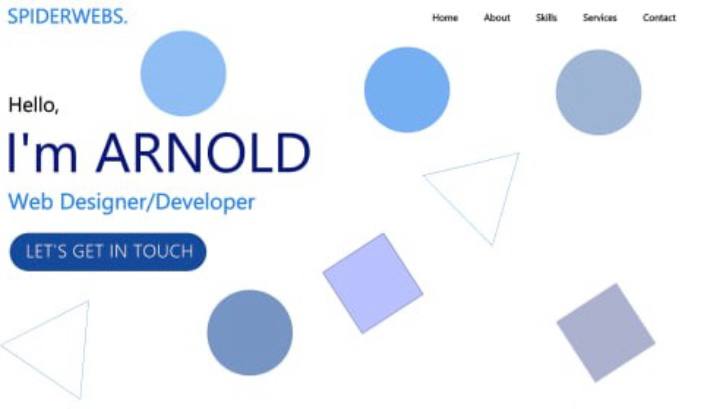 SPIDERWEBS.
Home About Skills Services Contact
Hello,
I'm ARNOLD
Web Designer/Developer
LET'S GET IN TOUCH